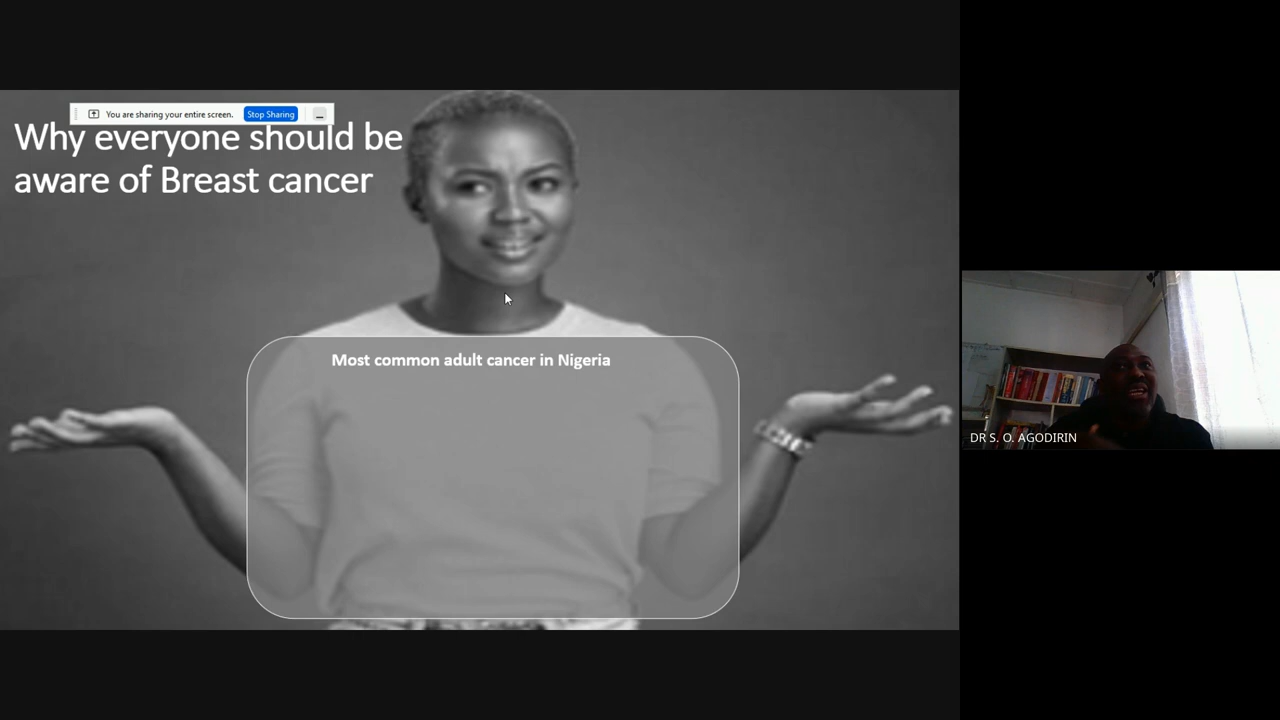 You are sharing your entire screen.
Stop Sharing
Why everyone should be
aware of Breast cancer
Most common adult cancer in Nigeria
DR S. O. AGODIRIN